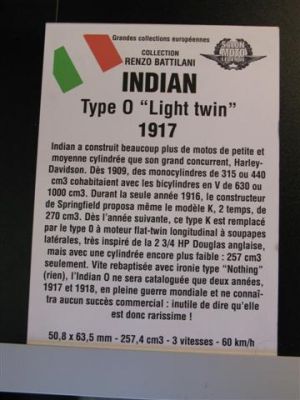 Grandes collections européennes
COLLECTION
RENZO BATTILANI
SALON MOTO LEGENDE
INDIAN
Type O “Light twin”
1917
Indian a construit beaucoup plus de motos de petite et
moyenne cylindrée que son grand concurrent, Harley-
Davidson. Dès 1909, des monocylindres de 315 ou 440
cm3 cohabitaient avec les bicylindres en V de 630 ou
1000 cm3. Durant la seule année 1916, le constructeur
de Springfield proposa même le modèle K, 2 temps, de
270 cm3. Dès l'année suivante, ce type K est remplacé
par le type O à moteur flat-twin longitudinal à soupapes
latérales, très inspiré de la 2 3/4 HP Douglas anglaise,
mais avec une cylindrée encore plus faible : 257 cm3
seulement. Vite rebaptisée avec ironie type “Nothing”
(rien), l'Indian O ne sera cataloguée que deux années,
1917 et 1918, en pleine guerre mondiale et ne connaî-
tra aucun succès commercial : inutile de dire qu'elle
est donc rarissime !
50,8 x 63,5 mm - 257,4 cm3 - 3 vitesses - 60 km/h